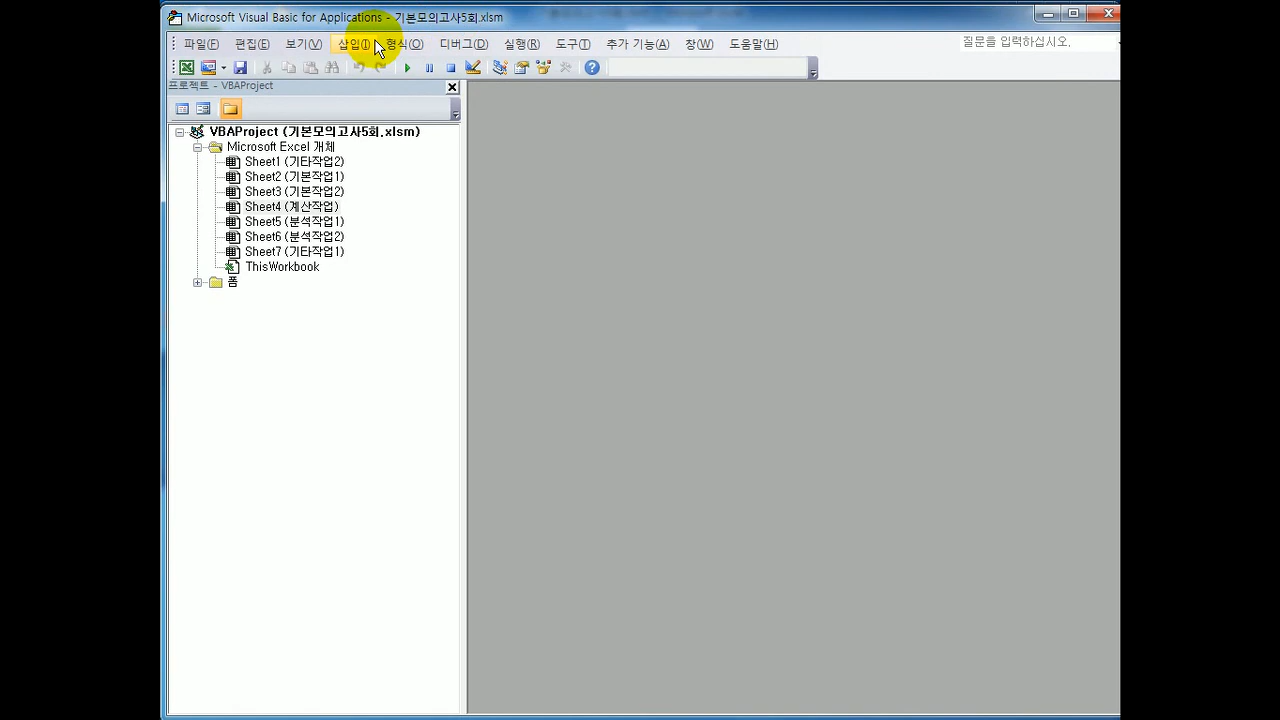 Microsoft Visual Basic for Applications - 기본모의고사5회.xlsm
파일(F) 편집(E) 보기(V) 삽입(I) 형식(O) 디버그(D) 실행(R) 도구(T) 추가 기능(A) 창(W) 도움말(H) 질문을 입력하십시오.
프로젝트 - VBAProject
VBAProject (기본모의고사5회.xlsm)
Microsoft Excel 개체
Sheet1 (기타작업2)
Sheet2 (기본작업1)
Sheet3 (기본작업2)
Sheet4 (계산작업)
Sheet5 (분석작업1)
Sheet6 (분석작업2)
Sheet7 (기타작업1)
ThisWorkbook
폼